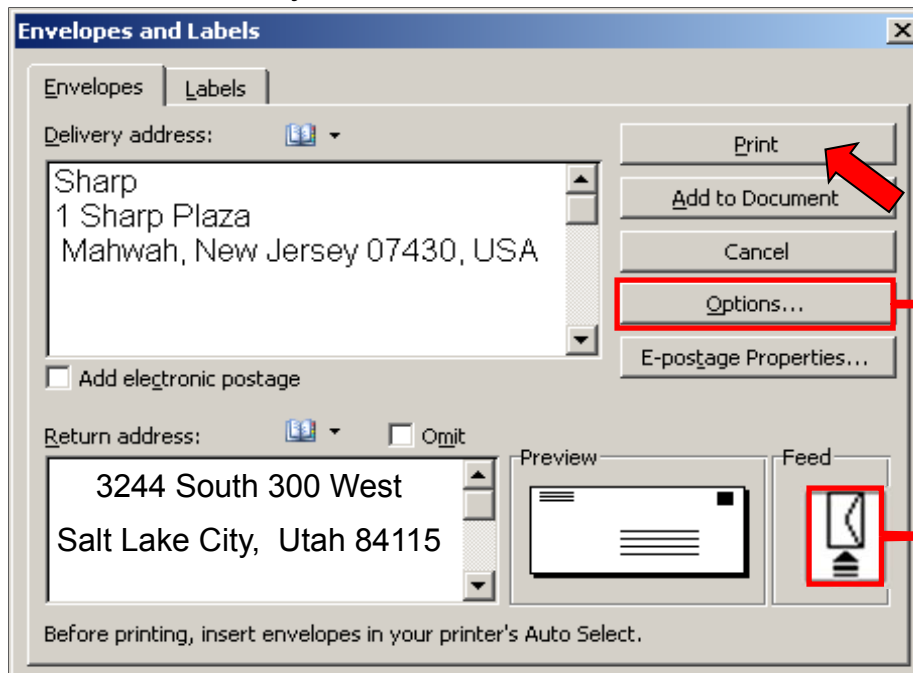 Envelopes and Labels
Envelopes Labels
Delivery address:
Print
Sharp
1 Sharp Plaza
Mahwah, New Jersey 07430, USA
Add to Document
Cancel
Options...
E-postage Properties...
Add electronic postage
Return address:
Omit
Preview
Feed
3244 South 300 West
Salt Lake City, Utah 84115
Before printing, insert envelopes in your printer's Auto Select.